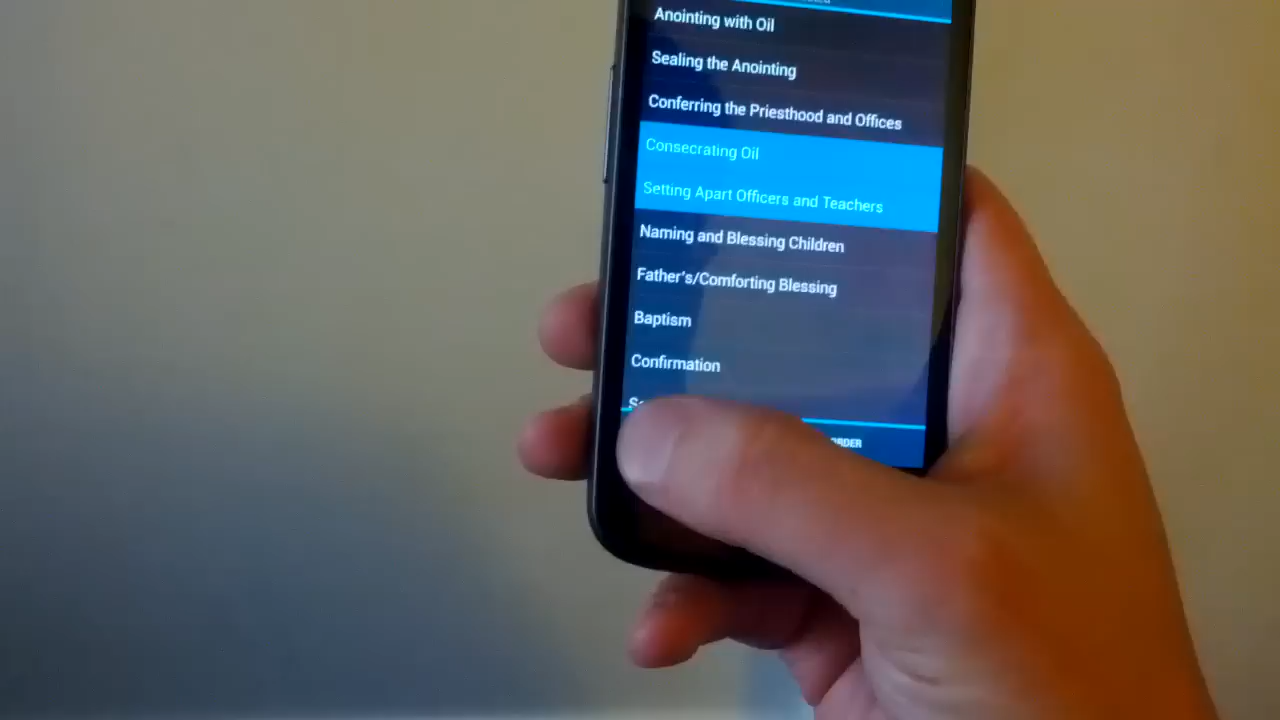 Anointing with Oil
Sealing the Anointing
Conferring the Priesthood and Offices
Consecrating Oil
Setting Apart Officers and Teachers
Naming and Blessing Children
Father's/Comforting Blessing
Baptism
Confirmation
ORDER